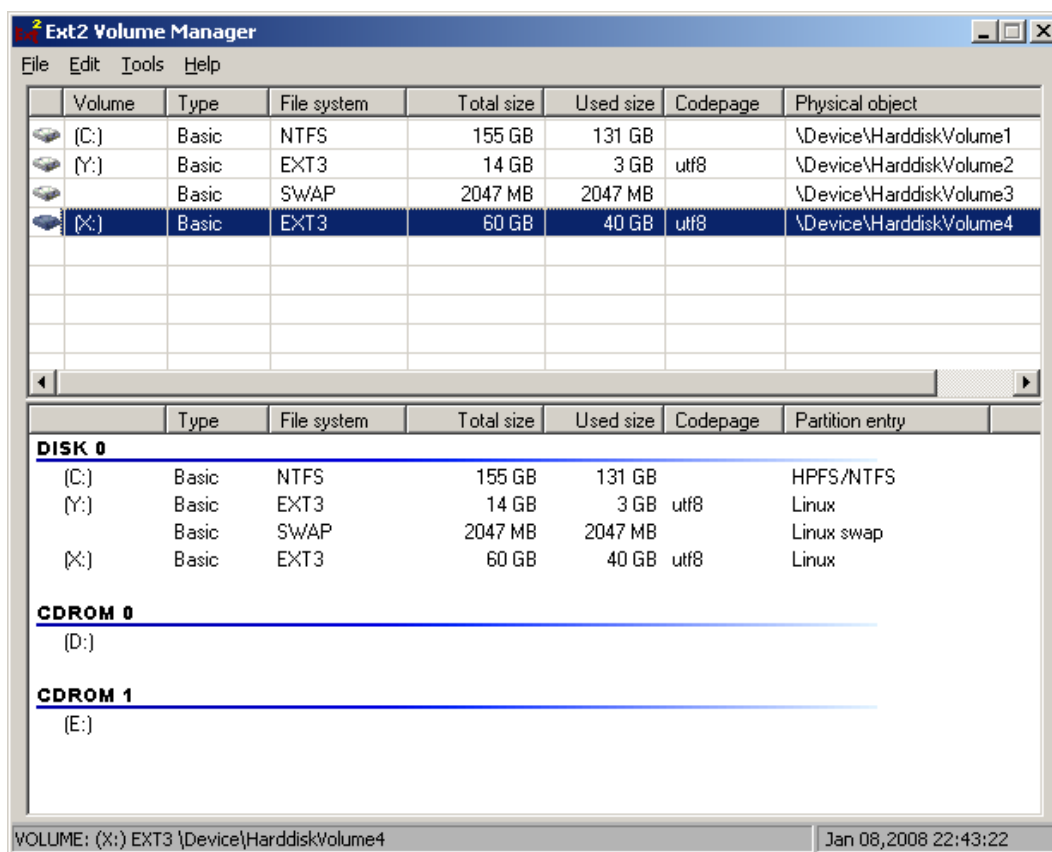 Ext2 Volume Manager
File Edit Tools Help
Volume Type File system Total size Used size Codepage Physical object
(C:) Basic NTFS 155 GB 131 GB \Device\HarddiskVolume1
(Y:) Basic EXT3 14 GB 3 GB utf8 \Device\HarddiskVolume2
Basic SWAP 2047 MB 2047 MB \Device\HarddiskVolume3
(X:) Basic EXT3 60 GB 40 GB utf8 \Device\HarddiskVolume4
Type File system Total size Used size Codepage Partition entry
DISK 0
(C:) Basic NTFS 155 GB 131 GB HPFS/NTFS
(Y:) Basic EXT3 14 GB 3 GB utf8 Linux
Basic SWAP 2047 MB 2047 MB Linux swap
(X:) Basic EXT3 60 GB 40 GB utf8 Linux
CDROM 0
(D:)
CDROM 1
(E:)
VOLUME: (X:) EXT3 \Device\HarddiskVolume4 Jan 08,2008 22:43:22